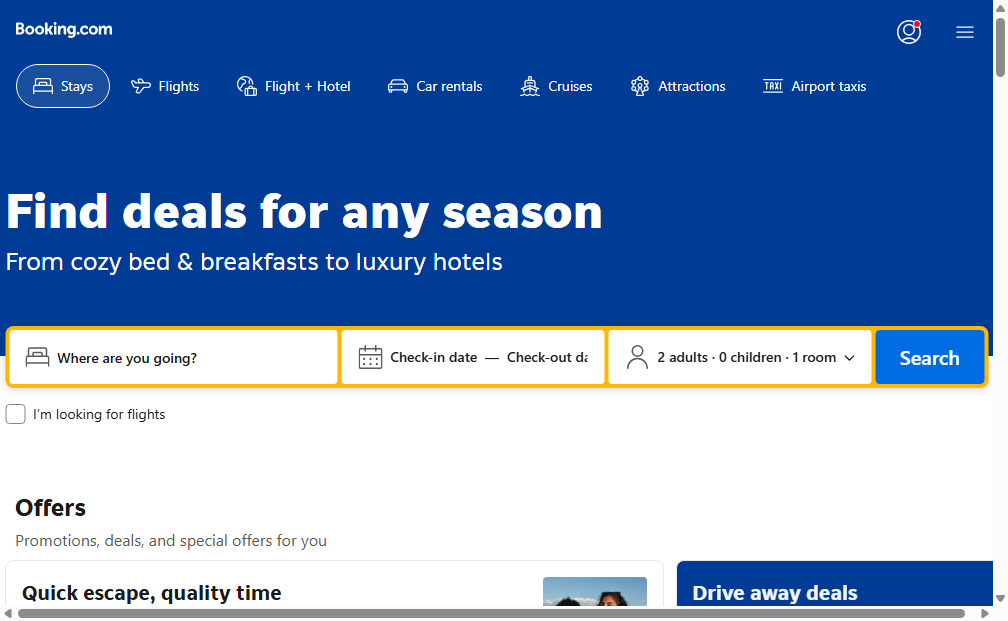 Booking.com
Stays
Flights
Flight + Hotel
Car rentals
Cruises
Attractions
TAXI Airport taxis
Find deals for any season
From cozy bed & breakfasts to luxury hotels
Where are you going?
Check-in date — Check-out da
2 adults · 0 children · 1 room
Search
I'm looking for flights
Offers
Promotions, deals, and special offers for you
Quick escape, quality time
Drive away deals